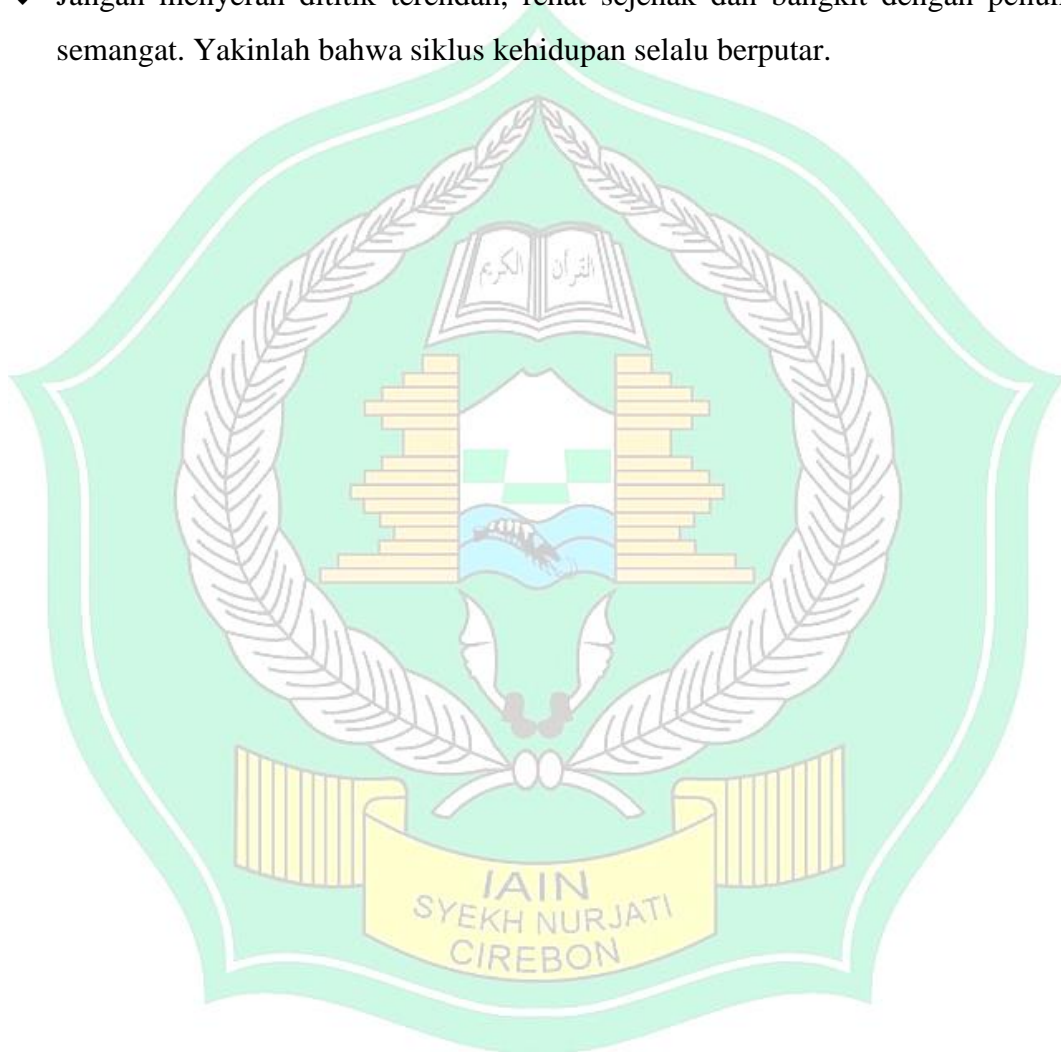 Jangan menyerah dititik terendah, rehat sejenak dan bangkit dengan penuh
semangat. Yakinlah bahwa siklus kehidupan selalu berputar.
القرآن الكريم
IAIN
SYEKH NURJATI
CIREBON